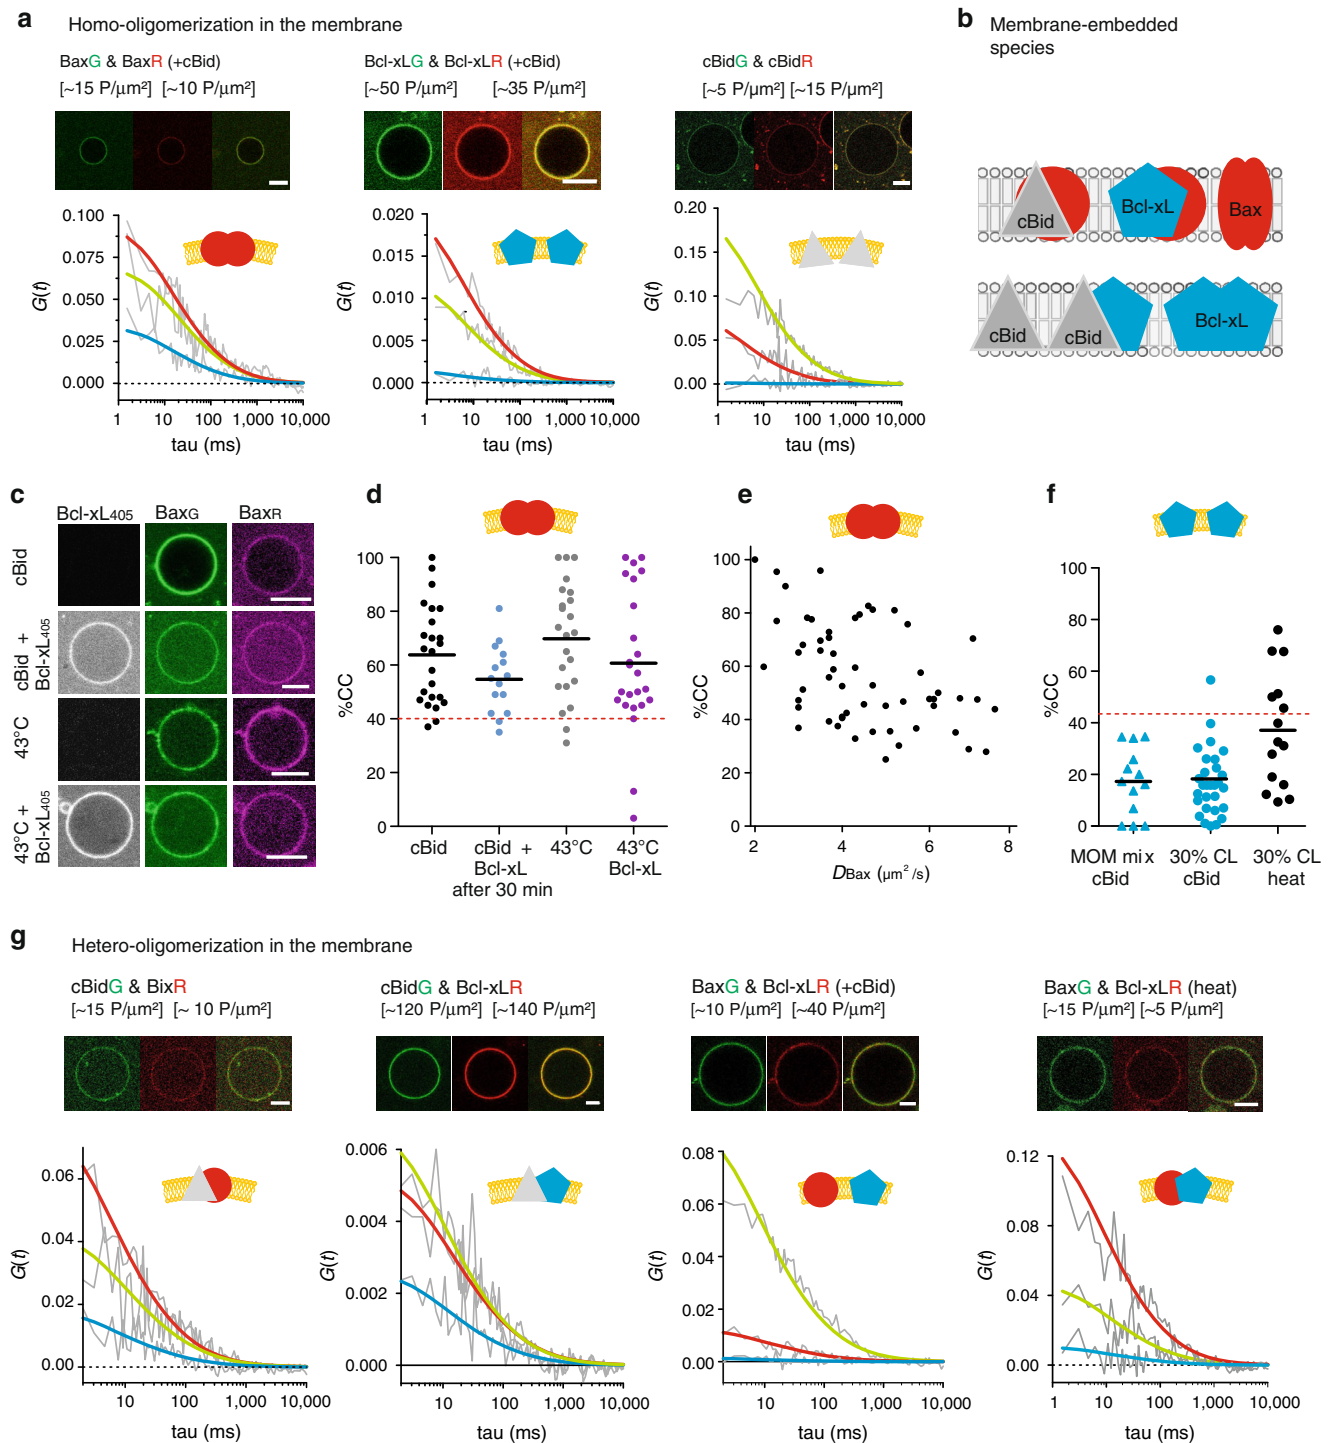 a Homo-oligomerization in the membrane
BaxG & BaxR (+cBid)
[~15 P/µm²] [~10 P/µm²]
Bcl-xLG & Bcl-xLR (+cBid)
[~50 P/µm²] [~35 P/µm²]
cBidG & cBidR
[~5 P/µm²] [~15 P/µm²]
G(t)
0.100
0.075
0.050
0.025
0.000
1 10 100 1,000 10,000
tau (ms)
G(t)
0.020
0.015
0.010
0.005
0.000
1 10 100 1,000 10,000
tau (ms)
G(t)
0.20
0.15
0.10
0.05
0.00
1 10 100 1,000 10,000
tau (ms)
b Membrane-embedded
species
cBid
Bcl-xL
Bax
cBid
cBid
Bcl-xL
c
Bcl-xL405 BaxG BaxR
cBid
cBid +
Bcl-xL405
43°C
43°C +
Bcl-xL405
d
%CC
100
80
60
40
20
0
cBid
cBid +
Bcl-xL
after 30 min
43°C
43°C
Bcl-xL
e
%CC
100
80
60
40
20
0
2 4 6 8
DBax (µm²/s)
f
%CC
100
80
60
40
20
0
MOM mix
cBid
30% CL
cBid
30% CL
heat
g Hetero-oligomerization in the membrane
cBidG & BixR
[~15 P/µm²] [~ 10 P/µm²]
cBidG & Bcl-xLR
[~120 P/µm²] [~140 P/µm²]
BaxG & Bcl-xLR (+cBid)
[~10 P/µm²] [~40 P/µm²]
BaxG & Bcl-xLR (heat)
[~15 P/µm²] [~5 P/µm²]
G(t)
0.06
0.04
0.02
0.00
10 100 1,000 10,000
tau (ms)
G(t)
0.006
0.004
0.002
0.000
10 100 1,000 10,000
tau (ms)
G(t)
0.08
0.06
0.04
0.02
0.00
10 100 1,000 10,000
tau (ms)
G(t)
0.12
0.08
0.04
0.00
1 10 100 1,000 10,000
tau (ms)